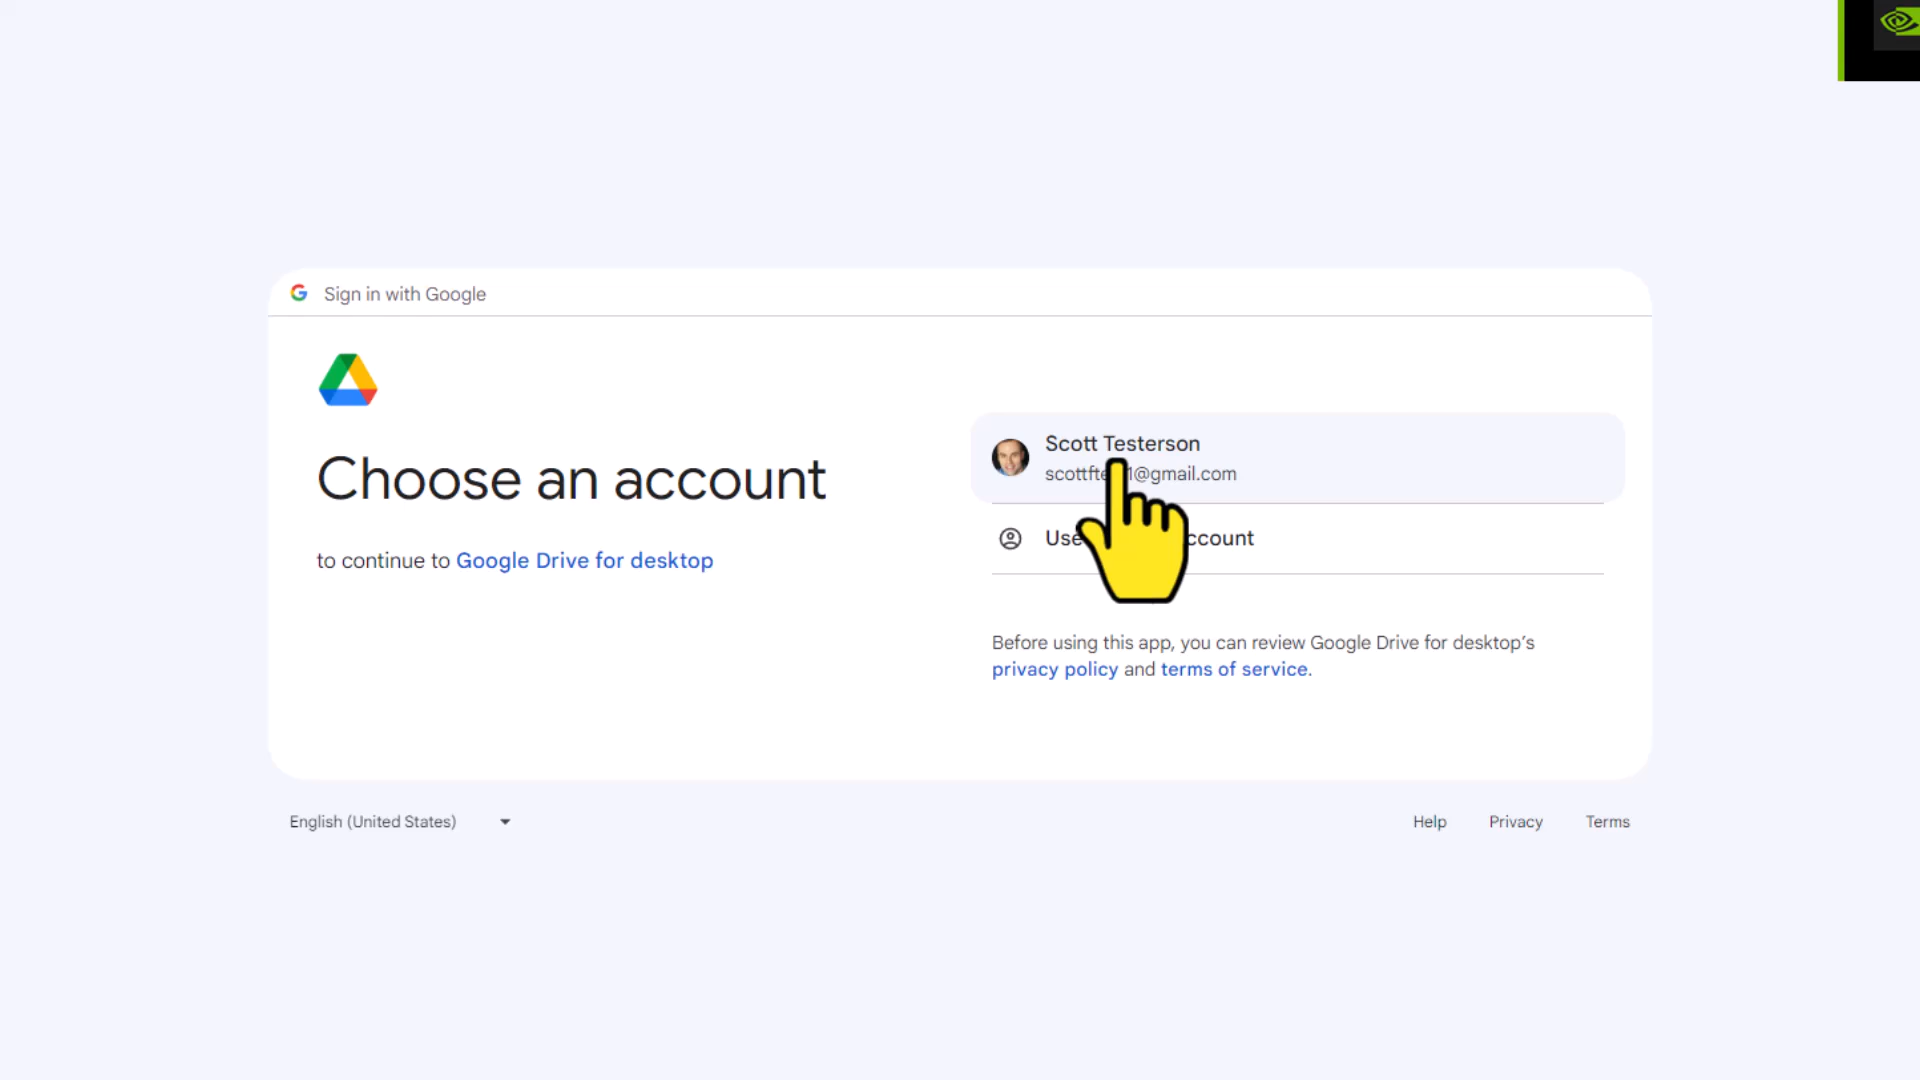 Sign in with Google
Choose an account
to continue to Google Drive for desktop
Scott Testerson
@gmail.com
Before using this app, you can review Google Drive for desktop’s
privacy policy and terms of service.
English (United States)
Help Privacy Terms